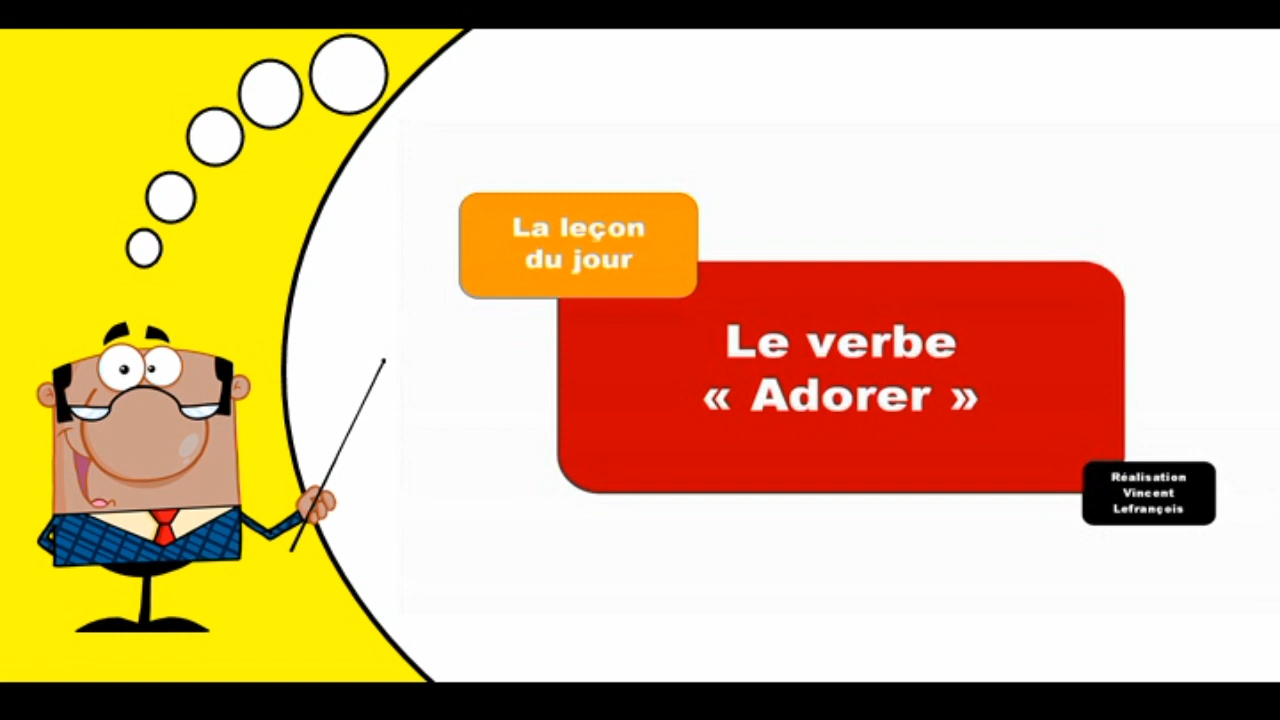 La leçon
du jour
Le verbe
« Adorer »
Réalisation
Vincent
Lefrançois